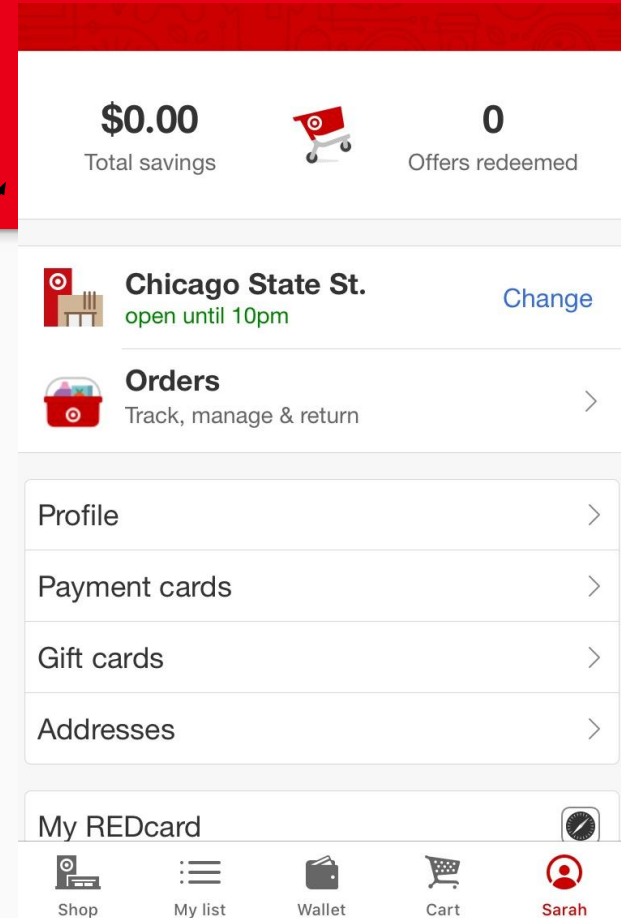 $0.00
Total savings
0
Offers redeemed
Chicago State St.
open until 10pm
Change
Orders
Track, manage & return
Profile
Payment cards
Gift cards
Addresses
My REDcard
Shop
My list
Wallet
Cart
Sarah